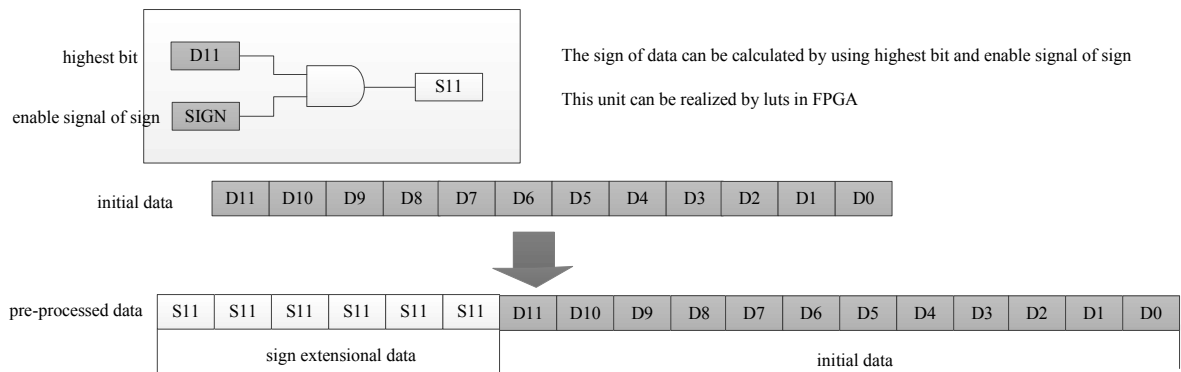 highest bit
D11
S11
enable signal of sign
SIGN
The sign of data can be calculated by using highest bit and enable signal of sign
This unit can be realized by luts in FPGA
initial data
D11 D10 D9 D8 D7 D6 D5 D4 D3 D2 D1 D0
pre-processed data
S11 S11 S11 S11 S11 S11 D11 D10 D9 D8 D7 D6 D5 D4 D3 D2 D1 D0
sign extensional data
initial data